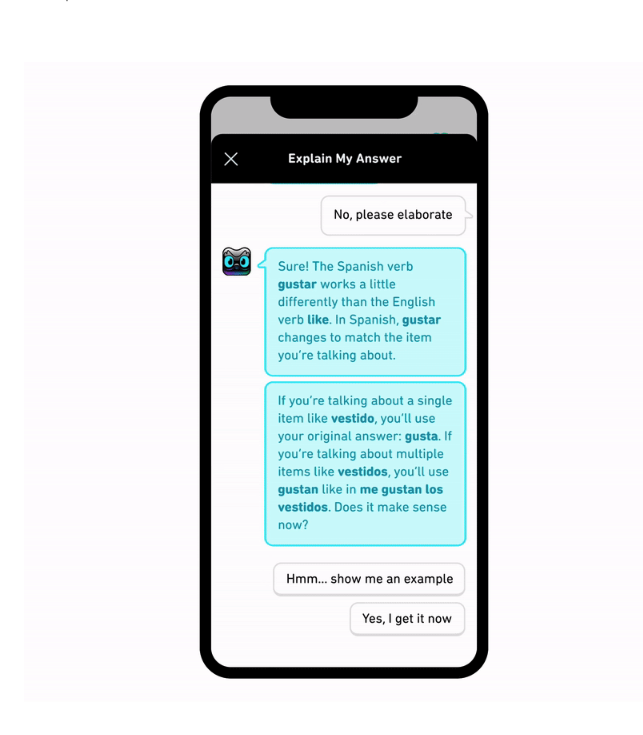 Explain My Answer
No, please elaborate
Sure! The Spanish verb
gustar works a little
differently than the English
verb like. In Spanish, gustar
changes to match the item
you're talking about.
If you're talking about a single
item like vestido, you'll use
your original answer: gusta. If
you're talking about multiple
items like vestidos, you'll use
gustan like in me gustan los
vestidos. Does it make sense
now?
Hmm... show me an example
Yes, I get it now